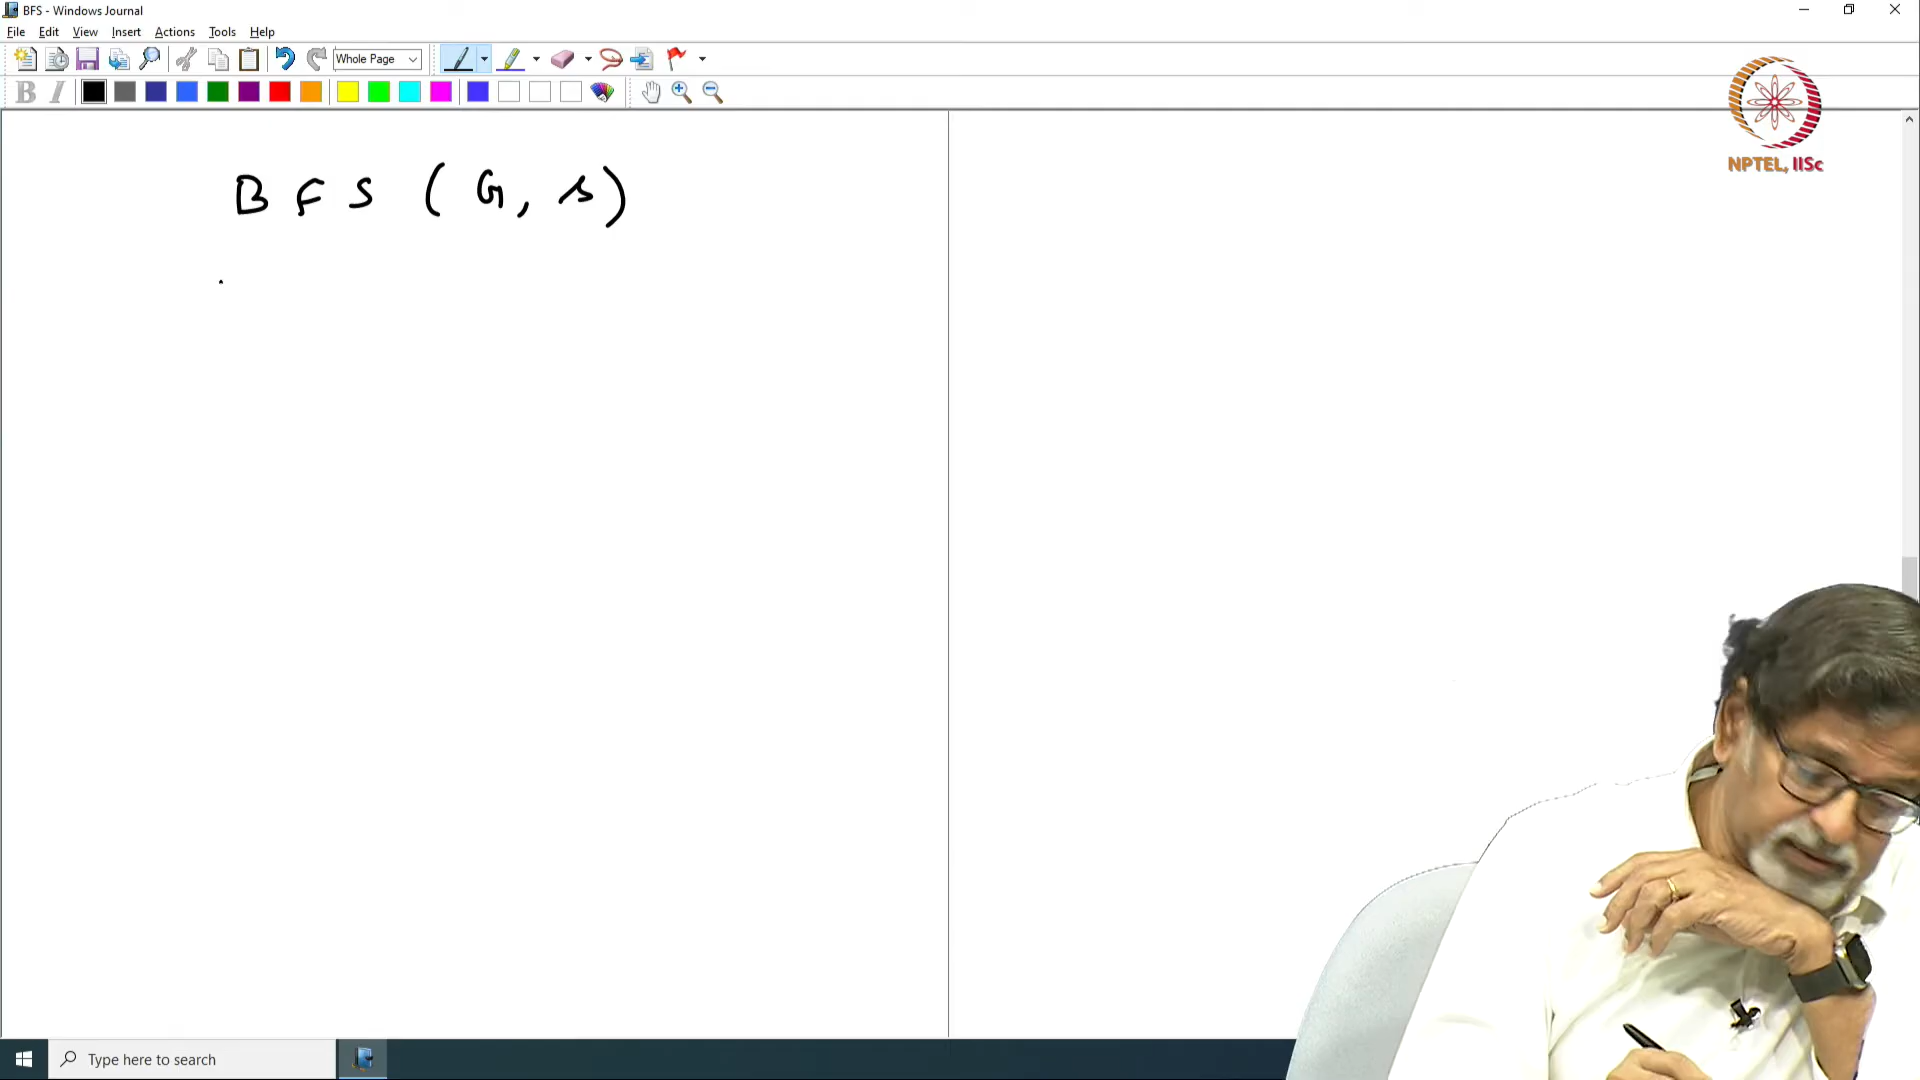 BFS - Windows Journal
File Edit View Insert Actions Tools Help
Whole Page
B I
NPTEL, IISc
BFS (G, s)
Type here to search